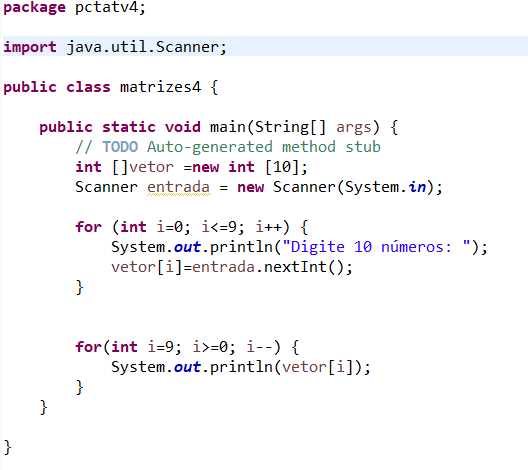 package pctatv4;
import java.util.Scanner;
public class matrizes4 {
public static void main(String[] args) {
// TODO Auto-generated method stub
int []vetor =new int [10];
Scanner entrada = new Scanner(System.in);
for (int i=0; i<=9; i++) {
System.out.println("Digite 10 números: ");
vetor[i]=entrada.nextInt();
}
for(int i=9; i>=0; i--) {
System.out.println(vetor[i]);
}
}
}